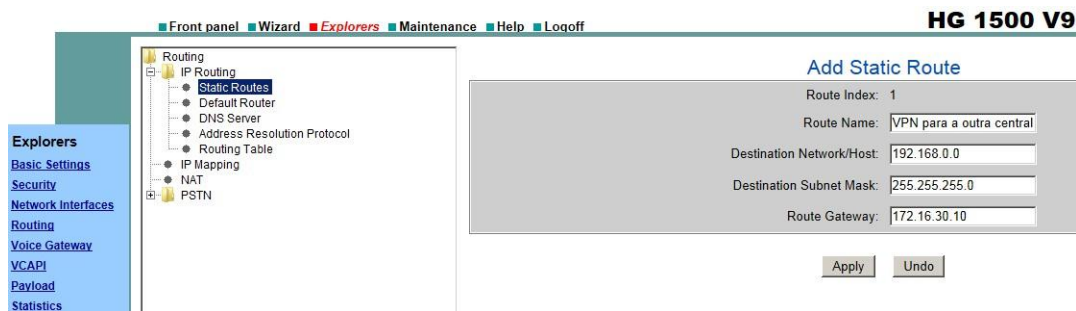 Front panel Wizard Explorers Maintenance Help Logoff
HG 1500 V9
Explorers
Basic Settings
Security
Network Interfaces
Routing
Voice Gateway
VCAPI
Payload
Statistics
Routing
IP Routing
Static Routes
Default Router
DNS Server
Address Resolution Protocol
Routing Table
IP Mapping
NAT
PSTN
Add Static Route
Route Index: 1
Route Name: VPN para a outra central
Destination Network/Host: 192.168.0.0
Destination Subnet Mask: 255.255.255.0
Route Gateway: 172.16.30.10
Apply Undo